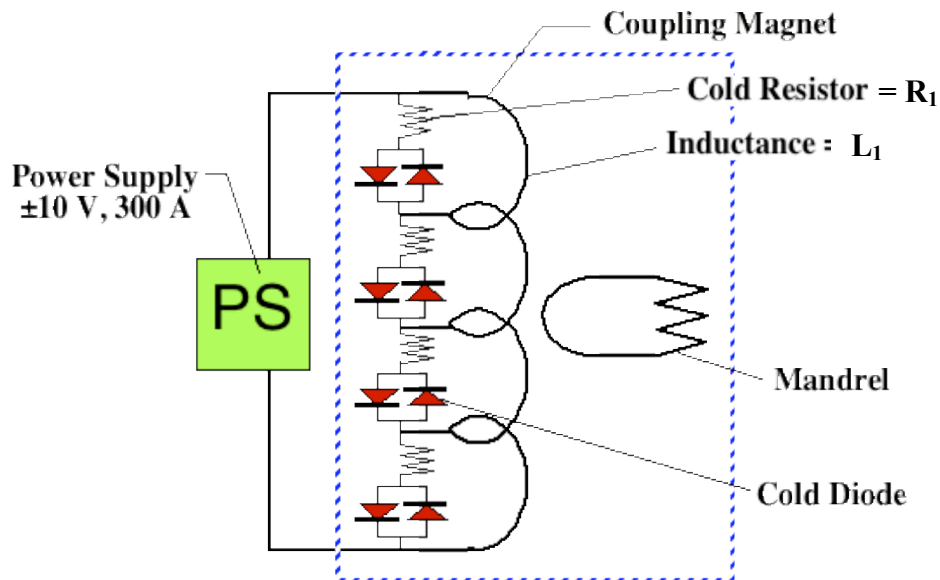 Coupling Magnet
Cold Resistor = R₁
Inductance = L₁
Power Supply
±10 V, 300 A
PS
Mandrel
Cold Diode